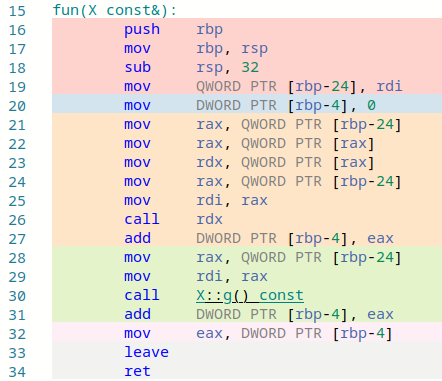 15 fun(X const&):
16 push rbp
17 mov rbp, rsp
18 sub rsp, 32
19 mov QWORD PTR [rbp-24], rdi
20 mov DWORD PTR [rbp-4], 0
21 mov rax, QWORD PTR [rbp-24]
22 mov rax, QWORD PTR [rax]
23 mov rdx, QWORD PTR [rax]
24 mov rax, QWORD PTR [rbp-24]
25 mov rdi, rax
26 call rdx
27 add DWORD PTR [rbp-4], eax
28 mov rax, QWORD PTR [rbp-24]
29 mov rdi, rax
30 call X::g() const
31 add DWORD PTR [rbp-4], eax
32 mov eax, DWORD PTR [rbp-4]
33 leave
34 ret